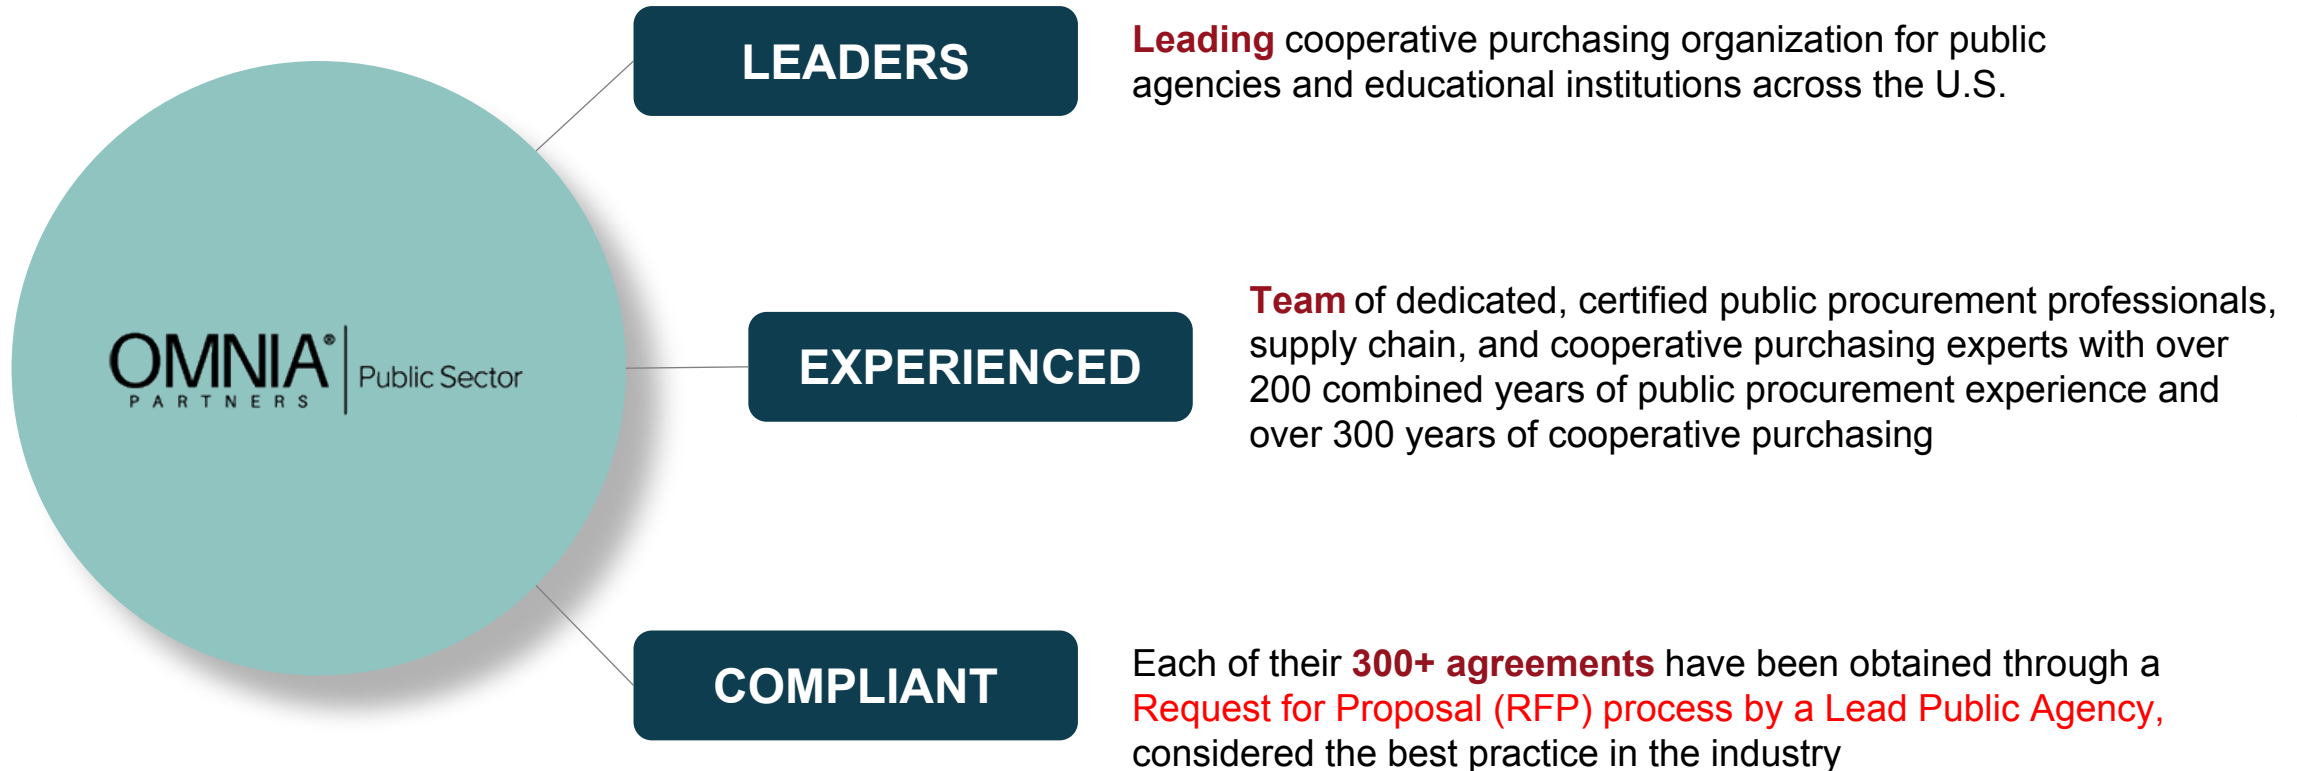 OMNIA®
PARTNERS
Public Sector
LEADERS
Leading cooperative purchasing organization for public
agencies and educational institutions across the U.S.
EXPERIENCED
Team of dedicated, certified public procurement professionals,
supply chain, and cooperative purchasing experts with over
200 combined years of public procurement experience and
over 300 years of cooperative purchasing
COMPLIANT
Each of their 300+ agreements have been obtained through a
Request for Proposal (RFP) process by a Lead Public Agency,
considered the best practice in the industry